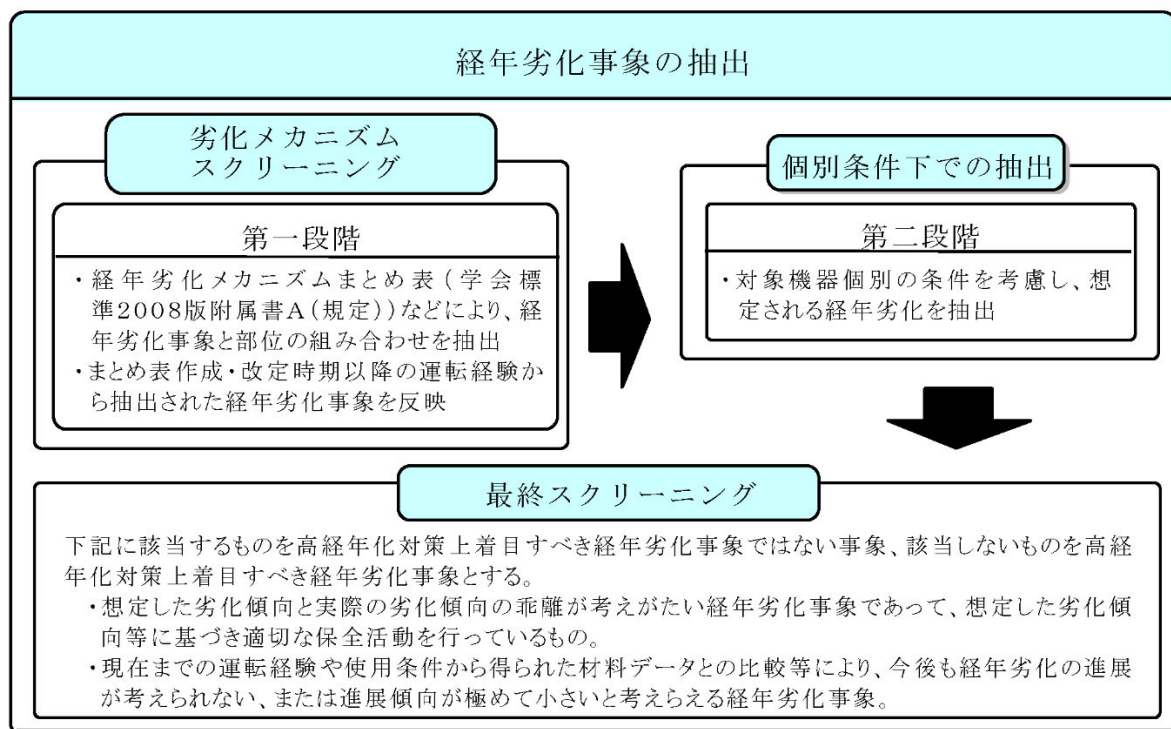 経年劣化事象の抽出
劣化メカニズム
スクリーニング
第一段階
・経年劣化メカニズムまとめ表(学会標
準2008版附属書A(規定))などにより、経
年劣化事象と部位の組み合わせを抽出
・まとめ表作成・改定時期以降の運転経験か
ら抽出された経年劣化事象を反映
個別条件下での抽出
第二段階
・対象機器個別の条件を考慮し、想
定される経年劣化を抽出
最終スクリーニング
下記に該当するものを高経年化対策上着目すべき経年劣化事象ではない事象、該当しないものを高経
年化対策上着目すべき経年劣化事象とする。
・想定した劣化傾向と実際の劣化傾向の乖離が考えがたい経年劣化事象であって、想定した劣化傾
向等に基づき適切な保全活動を行っているもの。
・現在までの運転経験や使用条件から得られた材料データとの比較等により、今後も経年劣化の進展
が考えられない、または進展傾向が極めて小さいと考えらえる経年劣化事象。